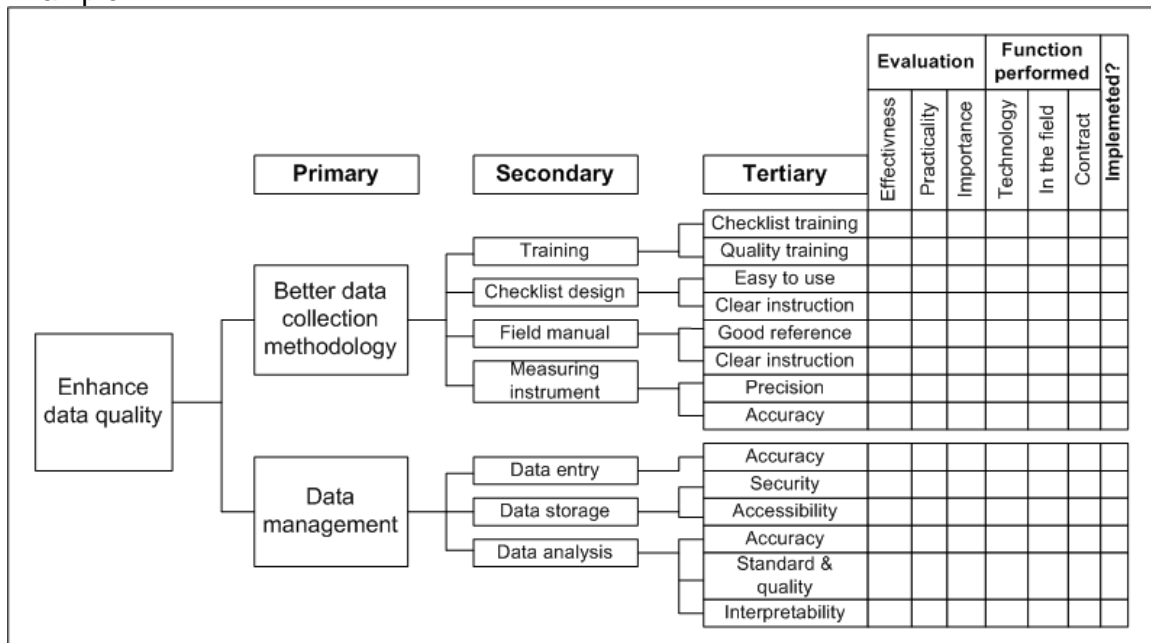 Evaluation
Function
performed
Implemeted?
Effectivness
Practicality
Importance
Technology
In the field
Contract
Primary
Secondary
Tertiary
Enhance
data quality
Better data
collection
methodology
Training
Checklist training
Quality training
Checklist design
Easy to use
Clear instruction
Field manual
Good reference
Clear instruction
Measuring
instrument
Precision
Accuracy
Data
management
Data entry
Accuracy
Data storage
Security
Accessibility
Data analysis
Accuracy
Standard &
quality
Interpretability